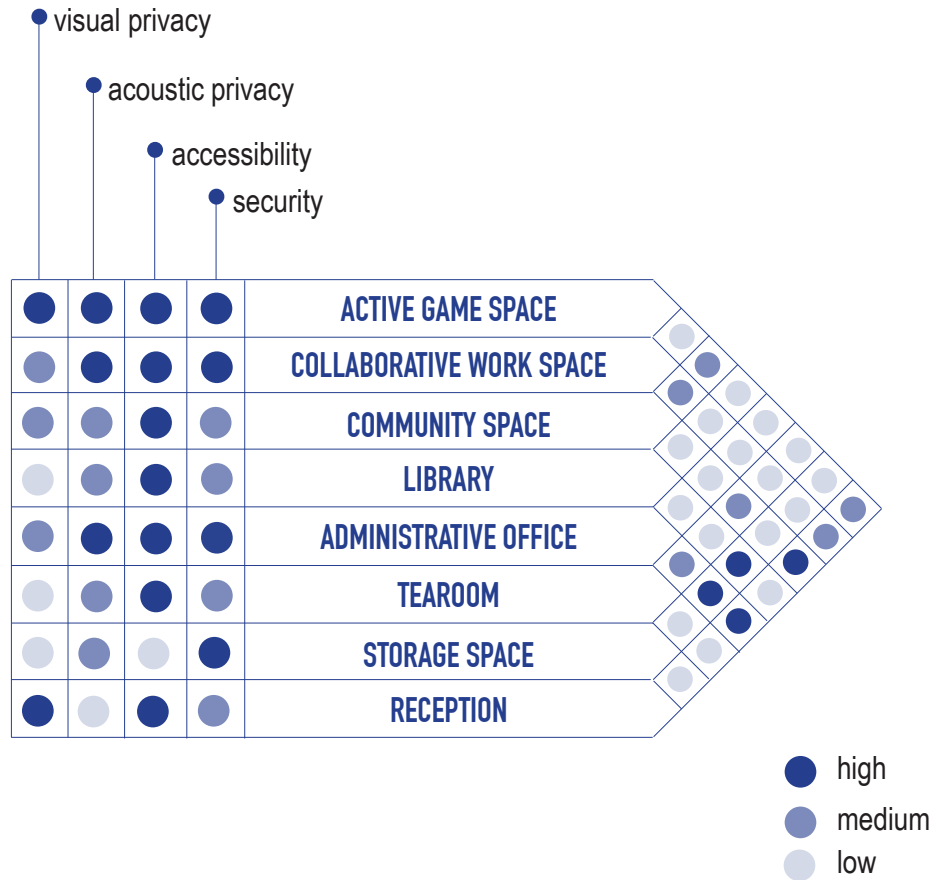 visual privacy
acoustic privacy
accessibility
security
ACTIVE GAME SPACE
COLLABORATIVE WORK SPACE
COMMUNITY SPACE
LIBRARY
ADMINISTRATIVE OFFICE
TEAROOM
STORAGE SPACE
RECEPTION
high
medium
low